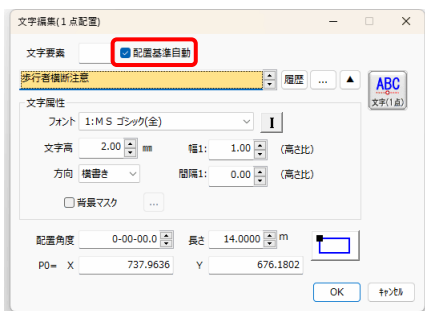 文字編集(1点配置)
文字要素 配置基準自動
歩行者横断注意 履歴 ... ▲
ABC
文字(1点)
文字属性
フォント 1:ＭＳ ゴシック(全) I
文字高 2.00 mm 幅1: 1.00 (高さ比)
方向 横書き 間隔1: 0.00 (高さ比)
背景マスク ...
配置角度 0-00-00.0 長さ 14.0000 m
P0= X 737.9636 Y 676.1802
OK ｷｬﾝｾﾙ